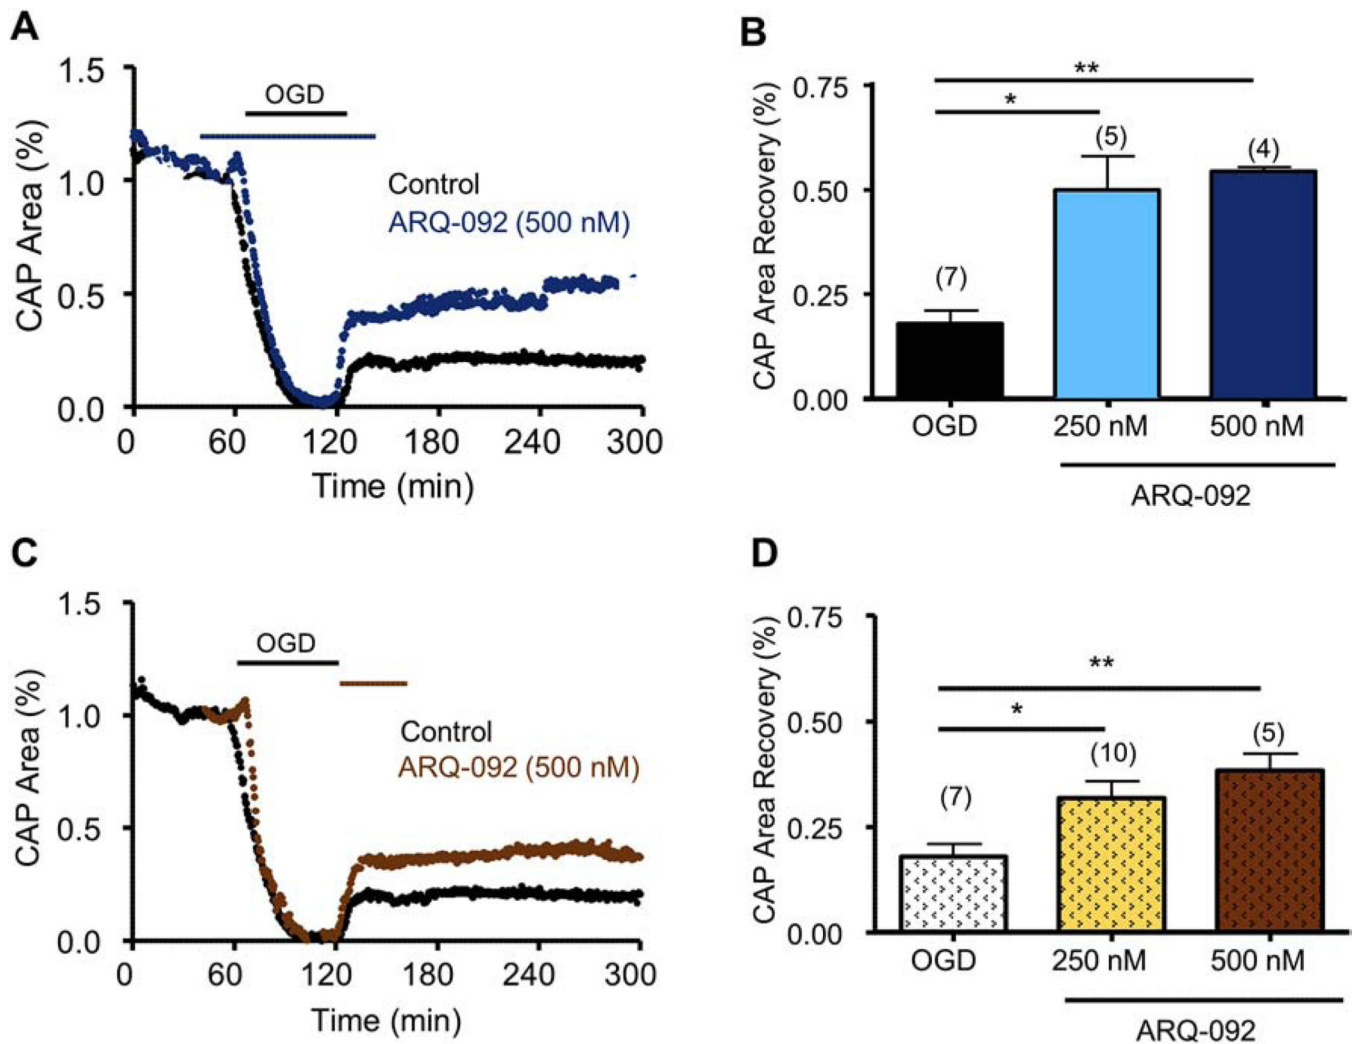 A
1.5
1.0
0.5
0.0
CAP Area (%)
OGD
Control
ARQ-092 (500 nM)
0 60 120 180 240 300
Time (min)
B
0.75
0.50
0.25
0.00
CAP Area Recovery (%)
**
*
(7) (5) (4)
OGD 250 nM 500 nM
ARQ-092
C
1.5
1.0
0.5
0.0
CAP Area (%)
OGD
Control
ARQ-092 (500 nM)
0 60 120 180 240 300
Time (min)
D
0.75
0.50
0.25
0.00
CAP Area Recovery (%)
**
*
(7) (10) (5)
OGD 250 nM 500 nM
ARQ-092